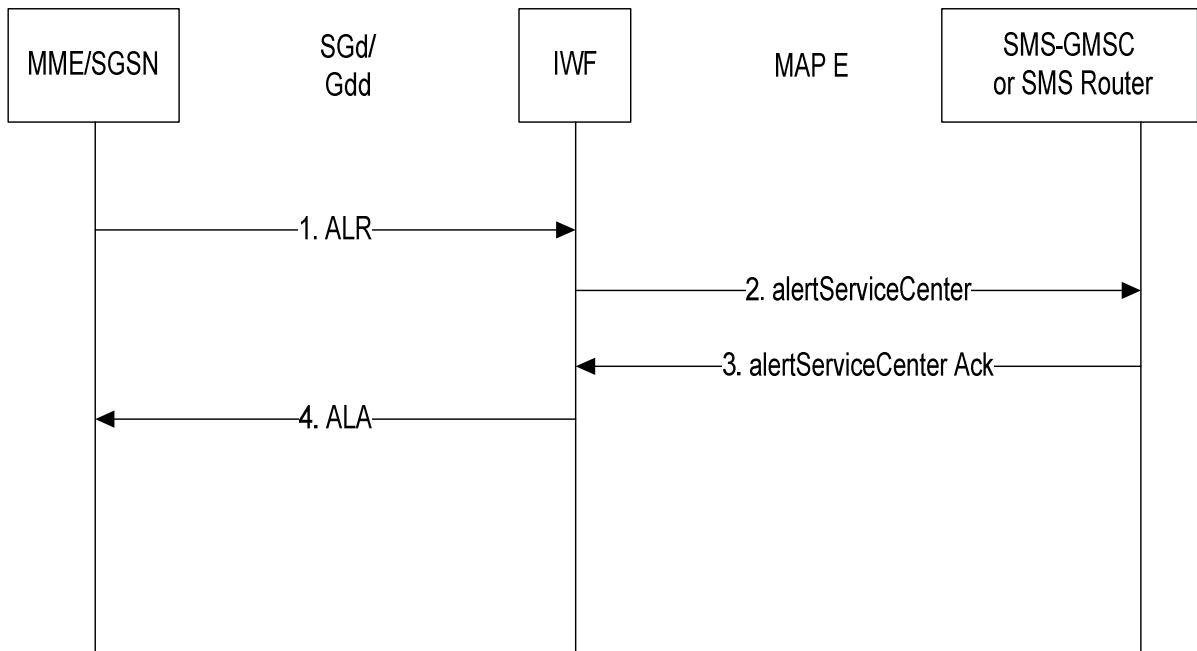 MME/SGSN
SGd/
Gdd
IWF
MAP E
SMS-GMSC
or SMS Router
1. ALR
2. alertServiceCenter
3. alertServiceCenter Ack
4. ALA